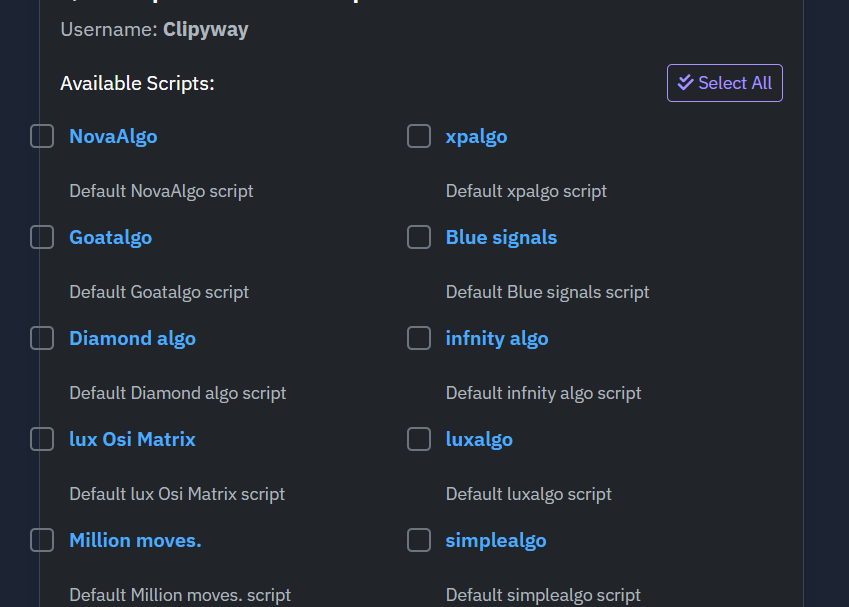 Username: Clipyway
Available Scripts:
Select All
NovaAlgo
xpalgo
Default NovaAlgo script
Default xpalgo script
Goatalgo
Blue signals
Default Goatalgo script
Default Blue signals script
Diamond algo
infnity algo
Default Diamond algo script
Default infnity algo script
lux Osi Matrix
luxalgo
Default lux Osi Matrix script
Default luxalgo script
Million moves.
simplealgo
Default Million moves. script
Default simplealgo script